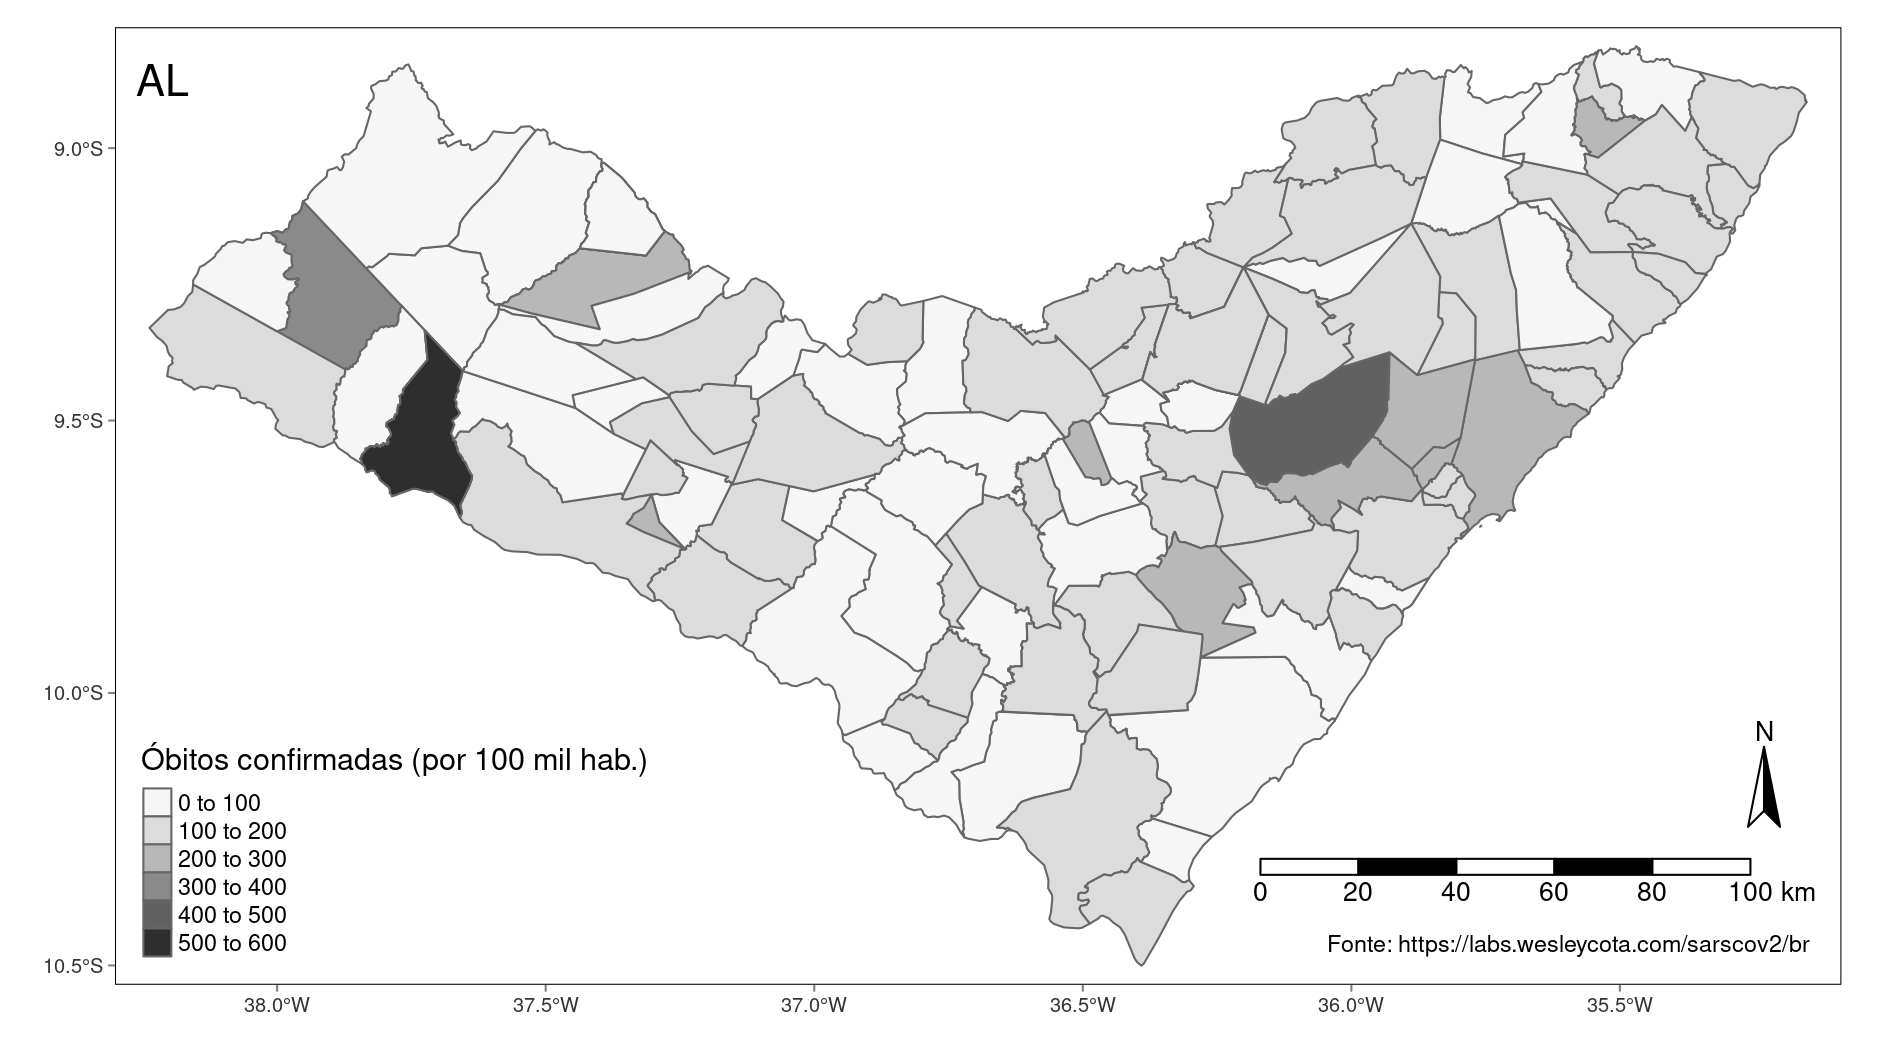 AL
9.0°S
9.5°S
10.0°S
10.5°S
Óbitos confirmadas (por 100 mil hab.)
0 to 100
100 to 200
200 to 300
300 to 400
400 to 500
500 to 600
N
0 20 40 60 80 100 km
Fonte: https://labs.wesleycota.com/sarscov2/br
38.0°W 37.5°W 37.0°W 36.5°W 36.0°W 35.5°W